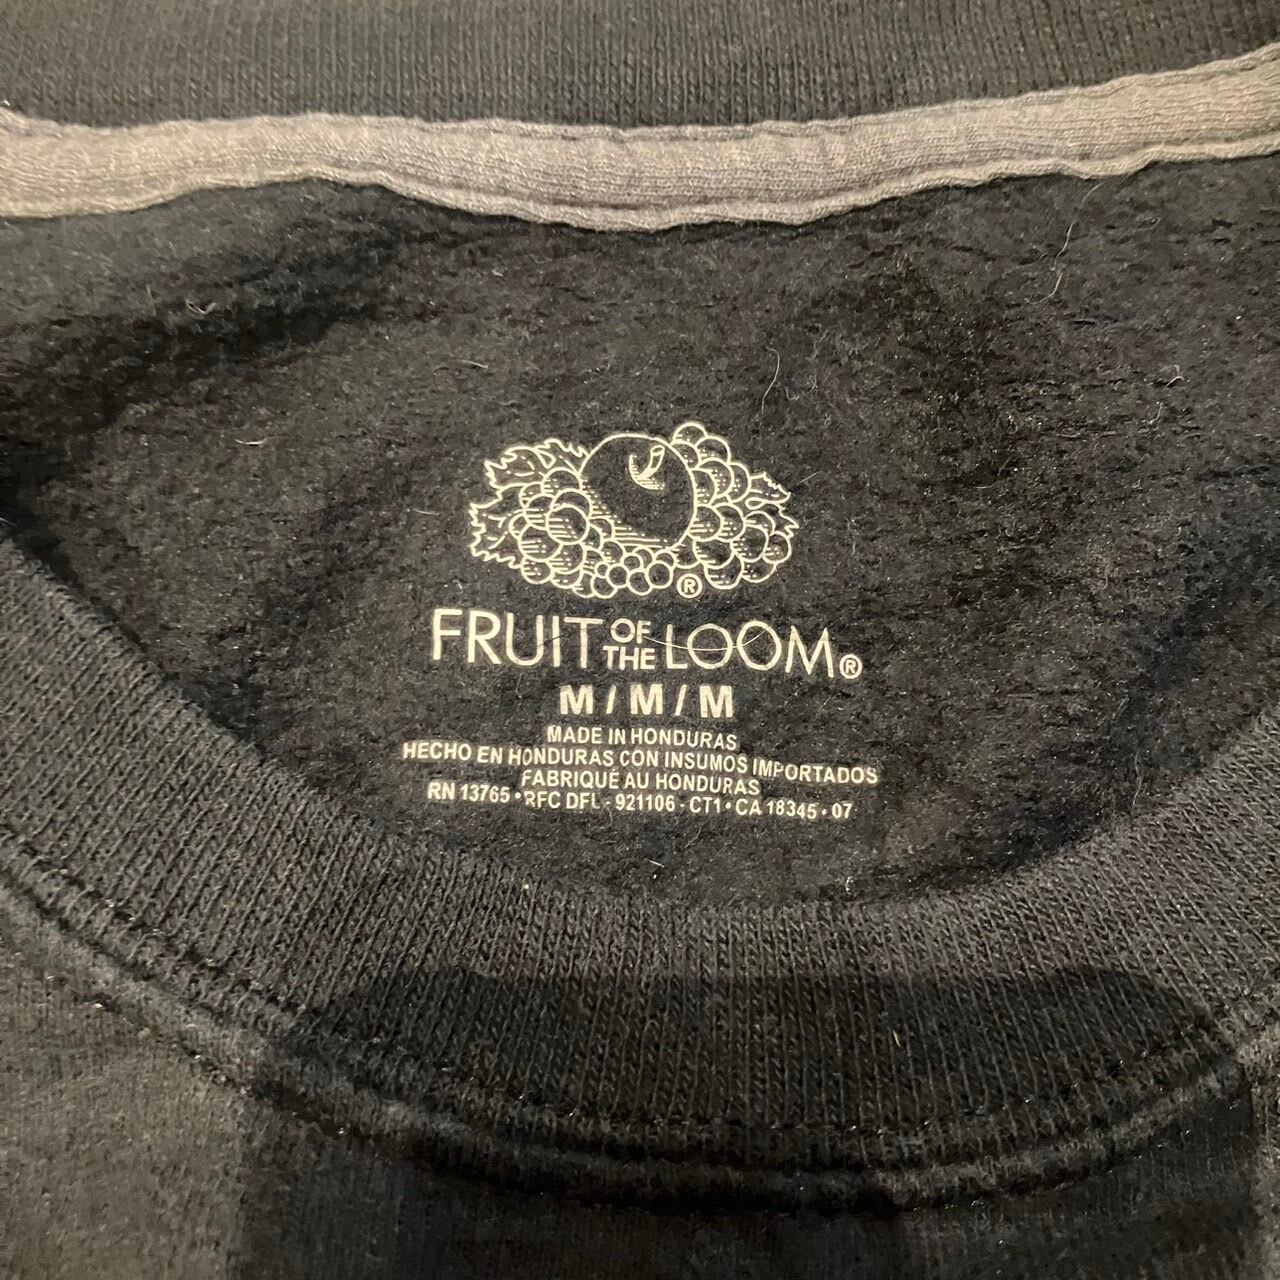 ®
FRUIT OF THE LOOM®
M / M / M
MADE IN HONDURAS
HECHO EN HONDURAS CON INSUMOS IMPORTADOS
FABRIQUÉ AU HONDURAS
RN 13765 • RFC DFL - 921106 - CT1 • CA 18345 • 07